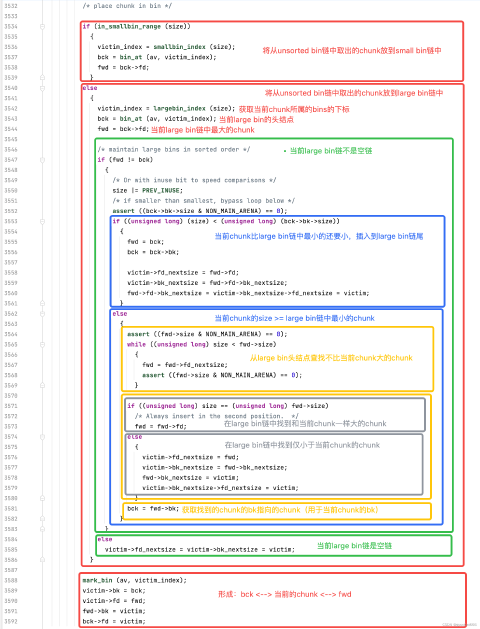 3532 /* place chunk in bin */
3533
3534 if (in_smallbin_range (size))
3535 {
3536 victim_index = smallbin_index (size); 将从unsorted bin链中取出的chunk放到small bin链中
3537 bck = bin_at (av, victim_index);
3538 fwd = bck->fd;
3539 }
3540 else 将从unsorted bin链中取出的chunk放到large bin链中
3541 {
3542 victim_index = largebin_index (size); 获取当前chunk所属的bins的下标
3543 bck = bin_at (av, victim_index); 当前large bin的头结点
3544 fwd = bck->fd; 当前large bin中最大的chunk
3545
3546 /* maintain large bins in sorted order */ • 当前large bin链不是空链
3547 if (fwd != bck)
3548 {
3549 /* Or with inuse bit to speed comparisons */
3550 size |= PREV_INUSE;
3551 /* if smaller than smallest, bypass loop below */
3552 assert ((bck->bk->size & NON_MAIN_ARENA) == 0);
3553 if ((unsigned long) (size) < (unsigned long) (bck->bk->size))
3554 {
3555 fwd = bck; 当前chunk比large bin链中最小的还要小，插入到large bin链尾
3556 bck = bck->bk;
3557
3558 victim->fd_nextsize = fwd->fd;
3559 victim->bk_nextsize = fwd->fd->bk_nextsize;
3560 fwd->fd->bk_nextsize = victim->bk_nextsize->fd_nextsize = victim;
3561 }
3562 else 当前chunk的size >= large bin链中最小的chunk
3563 {
3564 assert ((fwd->size & NON_MAIN_ARENA) == 0);
3565 while ((unsigned long) size < fwd->size)
3566 {
3567 fwd = fwd->fd_nextsize; 从large bin头结点查找不比当前chunk大的chunk
3568 assert ((fwd->size & NON_MAIN_ARENA) == 0);
3569 }
3570
3571 if ((unsigned long) size == (unsigned long) fwd->size)
3572 /* Always insert in the second position. */
3573 fwd = fwd->fd; 在large bin链中找到和当前chunk一样大的chunk
3574 else
3575 { 在large bin链中找到仅小于当前chunk的chunk
3576 victim->fd_nextsize = fwd;
3577 victim->bk_nextsize = fwd->bk_nextsize;
3578 fwd->bk_nextsize = victim;
3579 victim->bk_nextsize->fd_nextsize = victim;
3580 }
3581 bck = fwd->bk; 获取找到的chunk的bk指向的chunk（用于当前chunk的bk）
3582 }
3583 }
3584 else
3585 victim->fd_nextsize = victim->bk_nextsize = victim; 当前large bin链是空链
3586 }
3587
3588 mark_bin (av, victim_index);
3589 victim->bk = bck; 形成：bck <--> 当前的chunk <--> fwd
3590 victim->fd = fwd;
3591 fwd->bk = victim;
3592 bck->fd = victim;